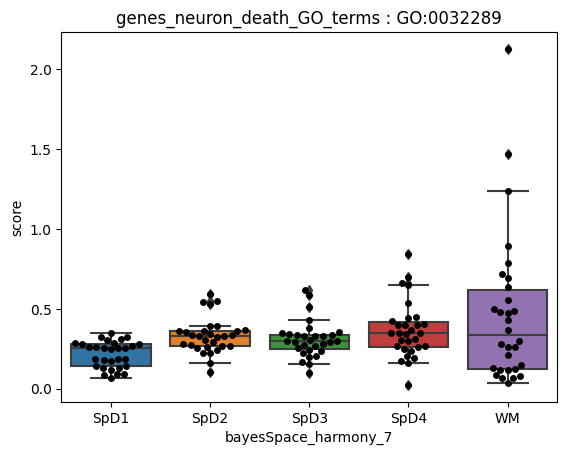 genes_neuron_death_GO_terms : GO:0032289
2.0
1.5
1.0
0.5
0.0
score
SpD1 SpD2 SpD3 SpD4 WM
bayesSpace_harmony_7